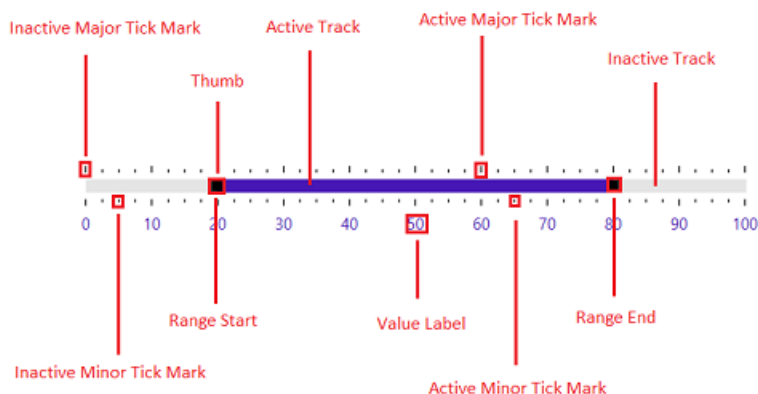 Inactive Major Tick Mark
Active Track
Active Major Tick Mark
Thumb
Inactive Track
0 10 20 30 40 50 60 70 80 90 100
Range Start
Value Label
Range End
Inactive Minor Tick Mark
Active Minor Tick Mark